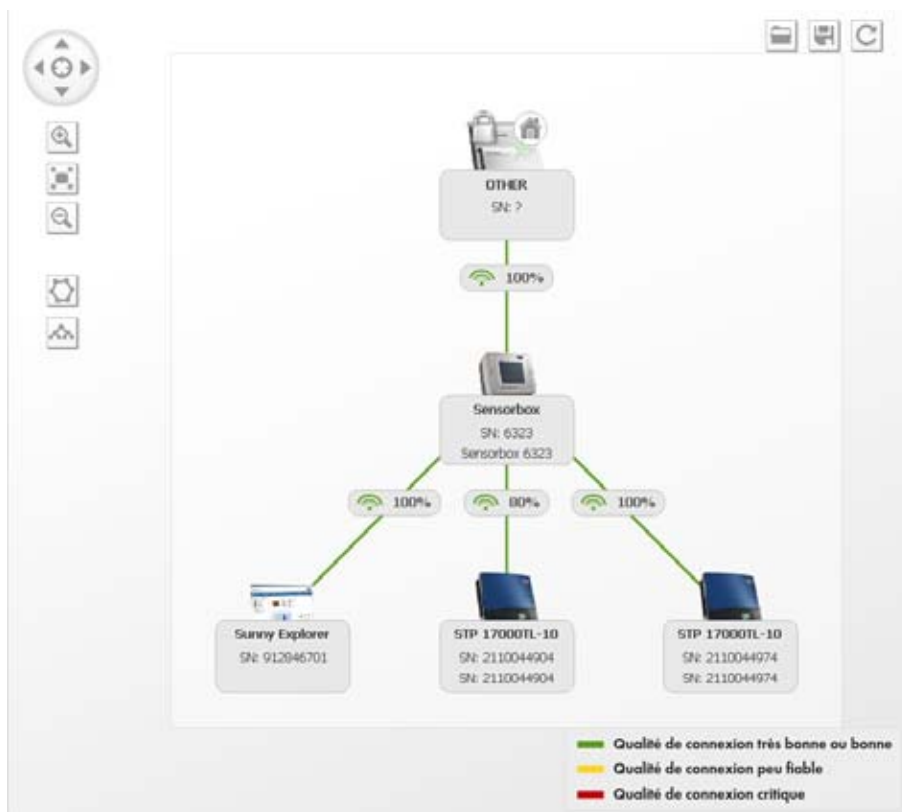 OTHER
SN: ?
100%
Sensorbox
SN: 6323
Sensorbox 6323
100%
80%
100%
Sunny Explorer
SN: 912846701
STP 17000TL-10
SN: 2110044904
SN: 2110044904
STP 17000TL-10
SN: 2110044974
SN: 2110044974
Qualité de connexion très bonne ou bonne
Qualité de connexion peu fiable
Qualité de connexion critique